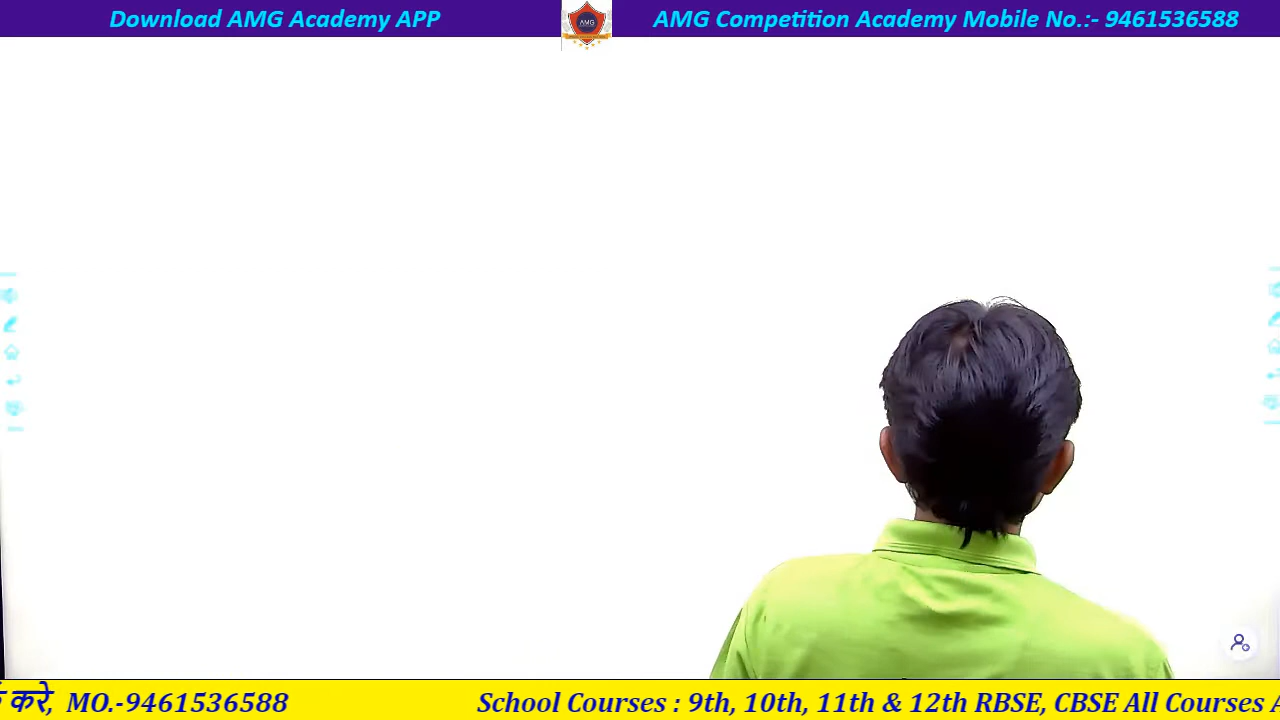 Download AMG Academy APP
AMG
AMG Competition Academy Mobile No.:- 9461536588
करे, MO.-9461536588
School Courses : 9th, 10th, 11th & 12th RBSE, CBSE All Courses